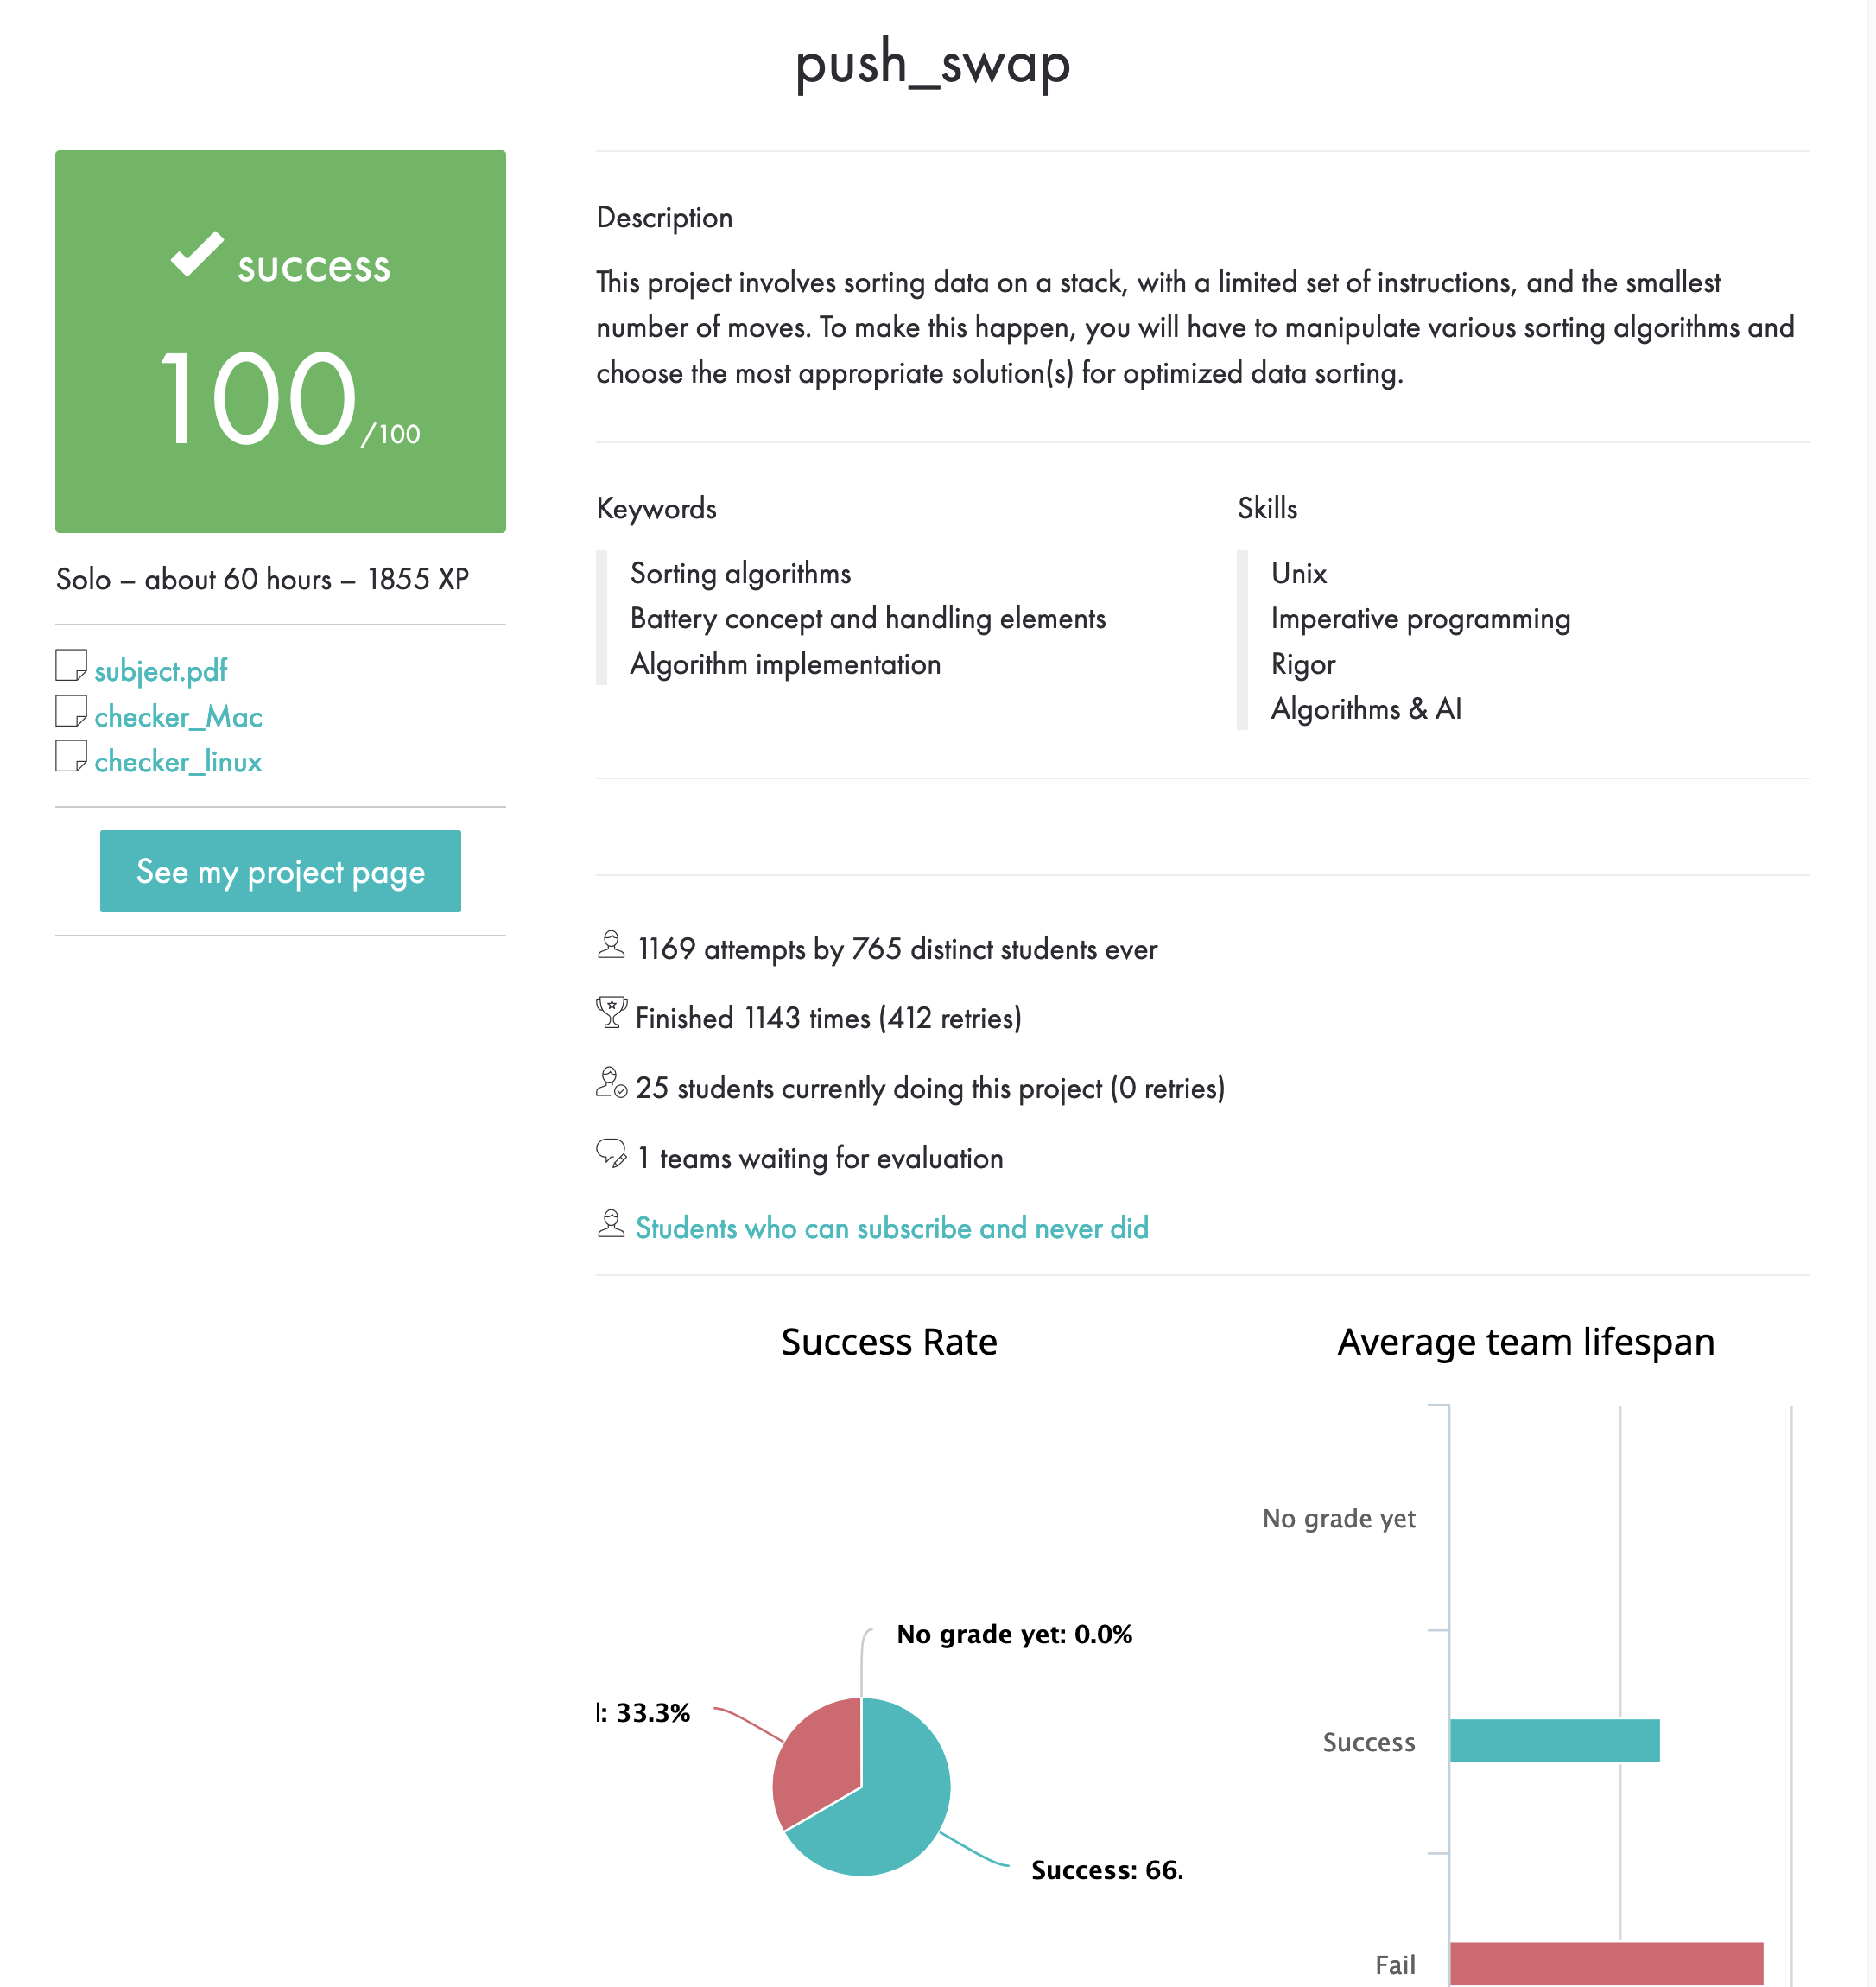 push_swap
success
100/100
Solo – about 60 hours – 1855 XP
subject.pdf
checker_Mac
checker_linux
See my project page
Description
This project involves sorting data on a stack, with a limited set of instructions, and the smallest
number of moves. To make this happen, you will have to manipulate various sorting algorithms and
choose the most appropriate solution(s) for optimized data sorting.
Keywords
Sorting algorithms
Battery concept and handling elements
Algorithm implementation
Skills
Unix
Imperative programming
Rigor
Algorithms & AI
1169 attempts by 765 distinct students ever
Finished 1143 times (412 retries)
25 students currently doing this project (0 retries)
1 teams waiting for evaluation
Students who can subscribe and never did
Success Rate
No grade yet: 0.0%
: 33.3%
Success: 66.
Average team lifespan
No grade yet
Success
Fail